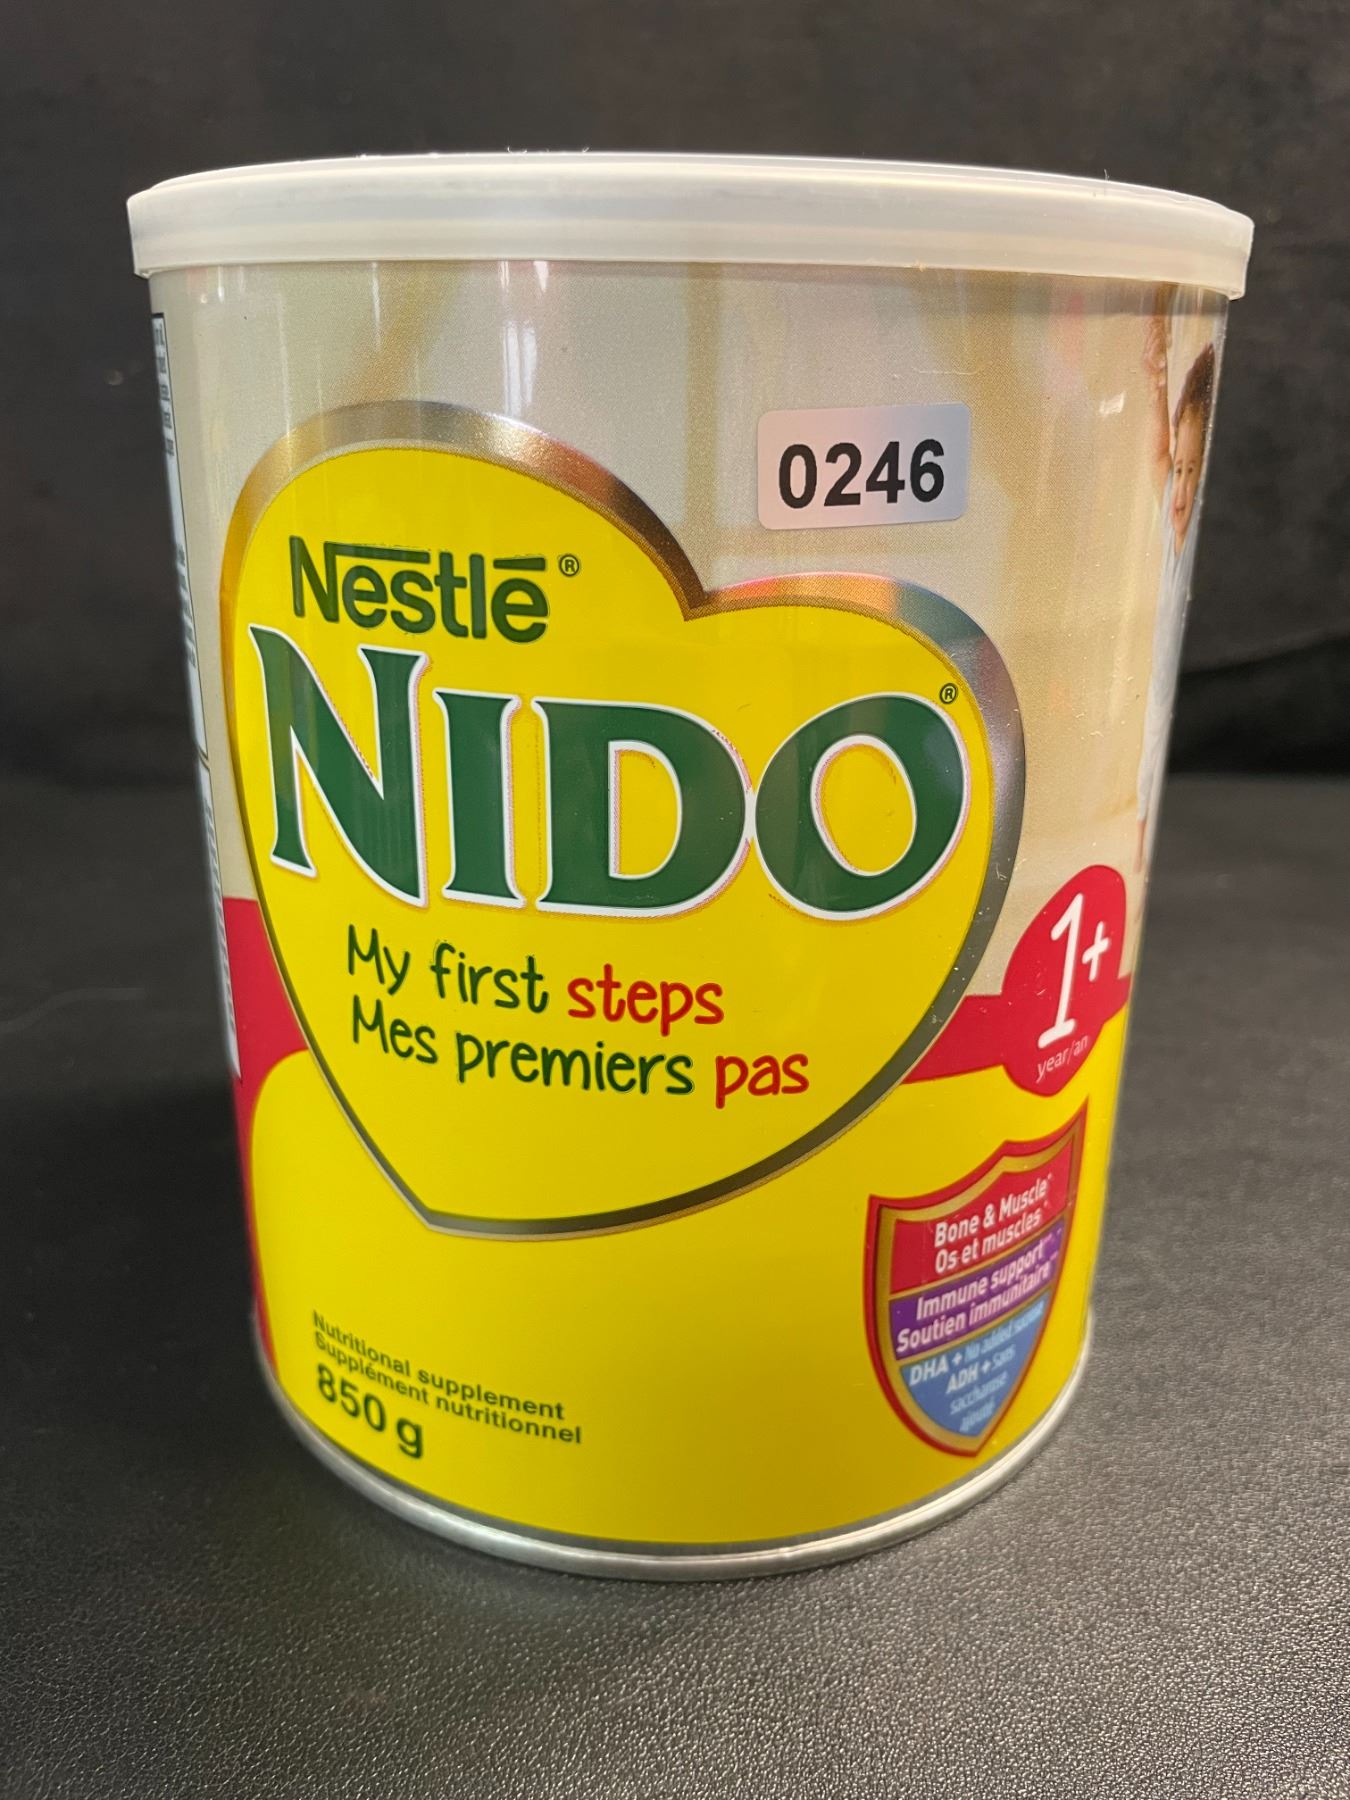 0246
Nestlé®
NIDO®
My first steps
Mes premiers pas
1+
year/an
Bone & Muscle
Os et muscles
Immune support
Soutien immunitaire
DHA + No added sucrose
ADH + Sans
saccharose
ajouté
Nutritional supplement
Supplément nutritionnel
850 g